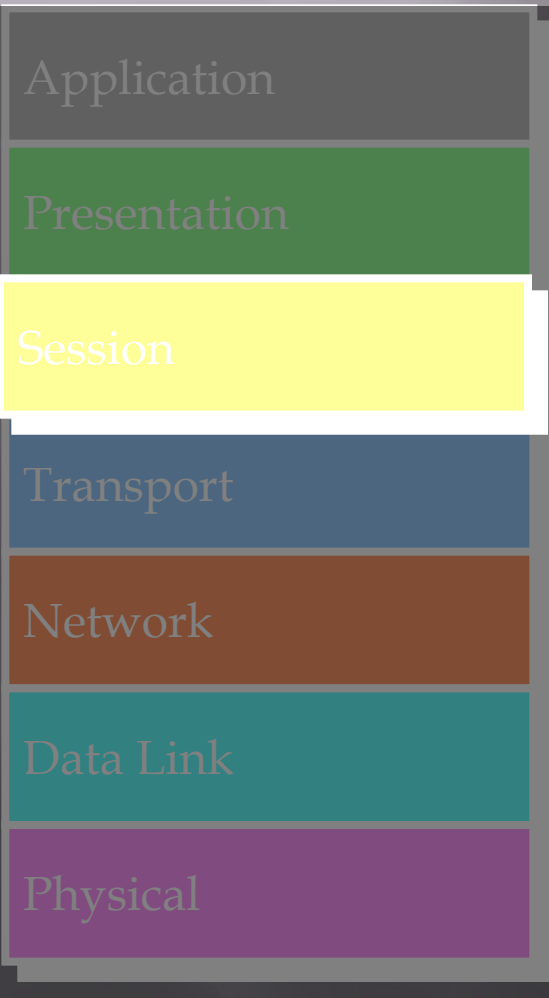 Application
Presentation
Session
Transport
Network
Data Link
Physical